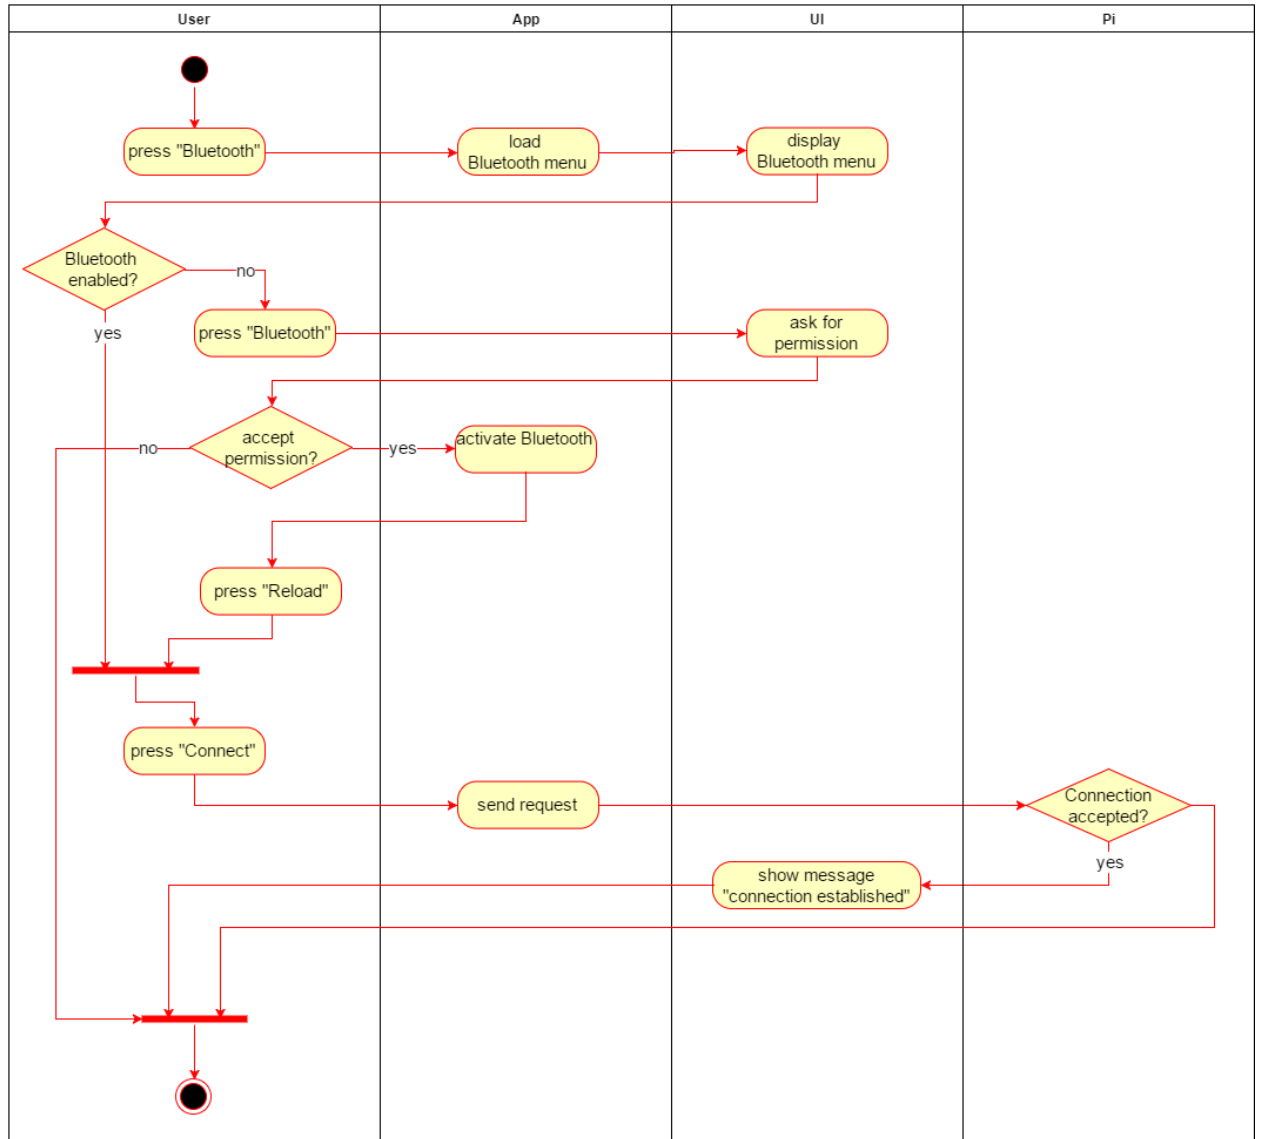 User
App
UI
Pi
press "Bluetooth"
load
Bluetooth menu
display
Bluetooth menu
Bluetooth
enabled?
no
yes
press "Bluetooth"
ask for
permission
accept
permission?
no
yes
activate Bluetooth
press "Reload"
press "Connect"
send request
Connection
accepted?
yes
show message
"connection established"